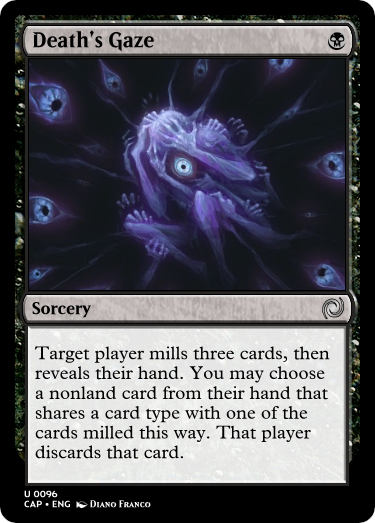 Death's Gaze
Sorcery
Target player mills three cards, then
reveals their hand. You may choose
a nonland card from their hand that
shares a card type with one of the
cards milled this way. That player
discards that card.
U 0096
CAP • ENG Diano Franco